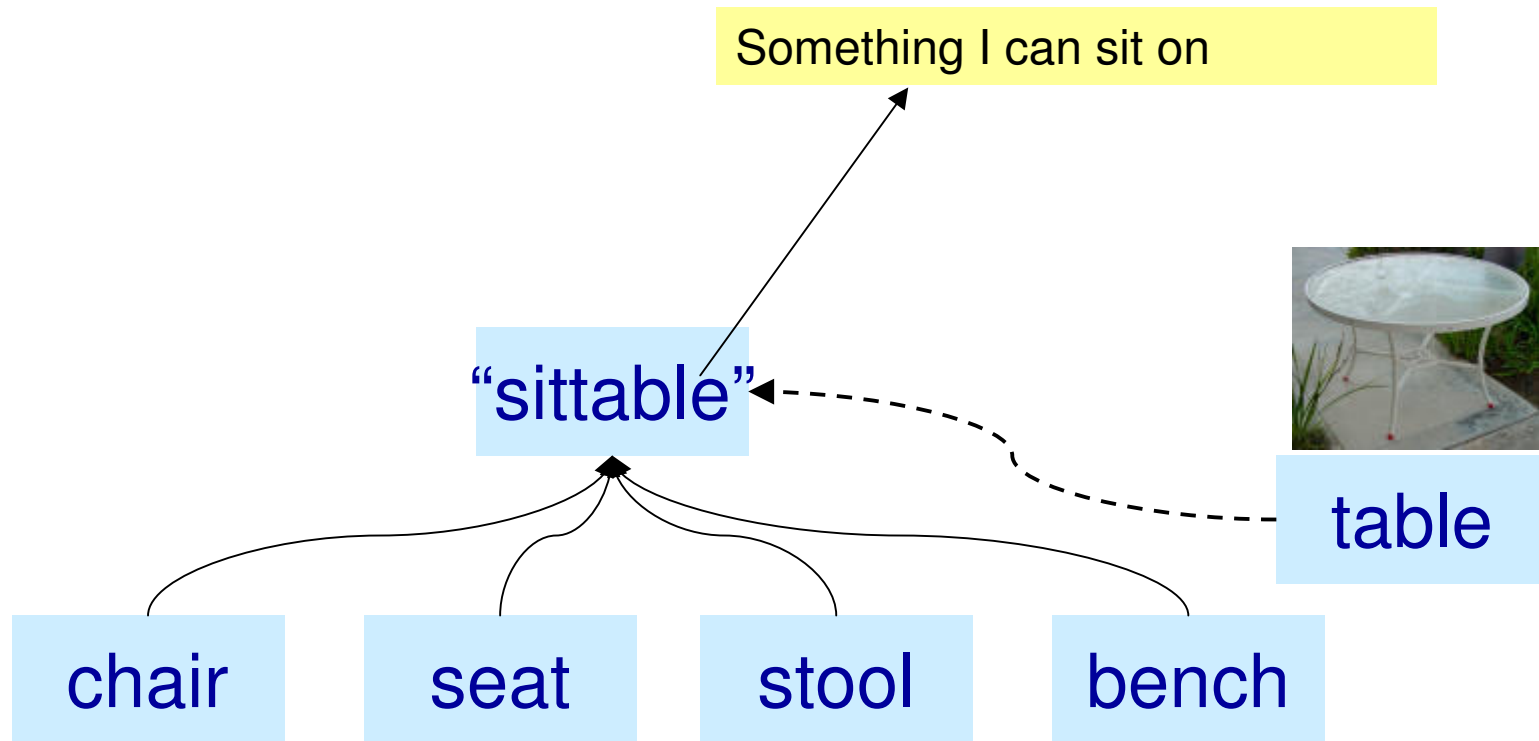 Something I can sit on
“sittable”
table
chair
seat
stool
bench